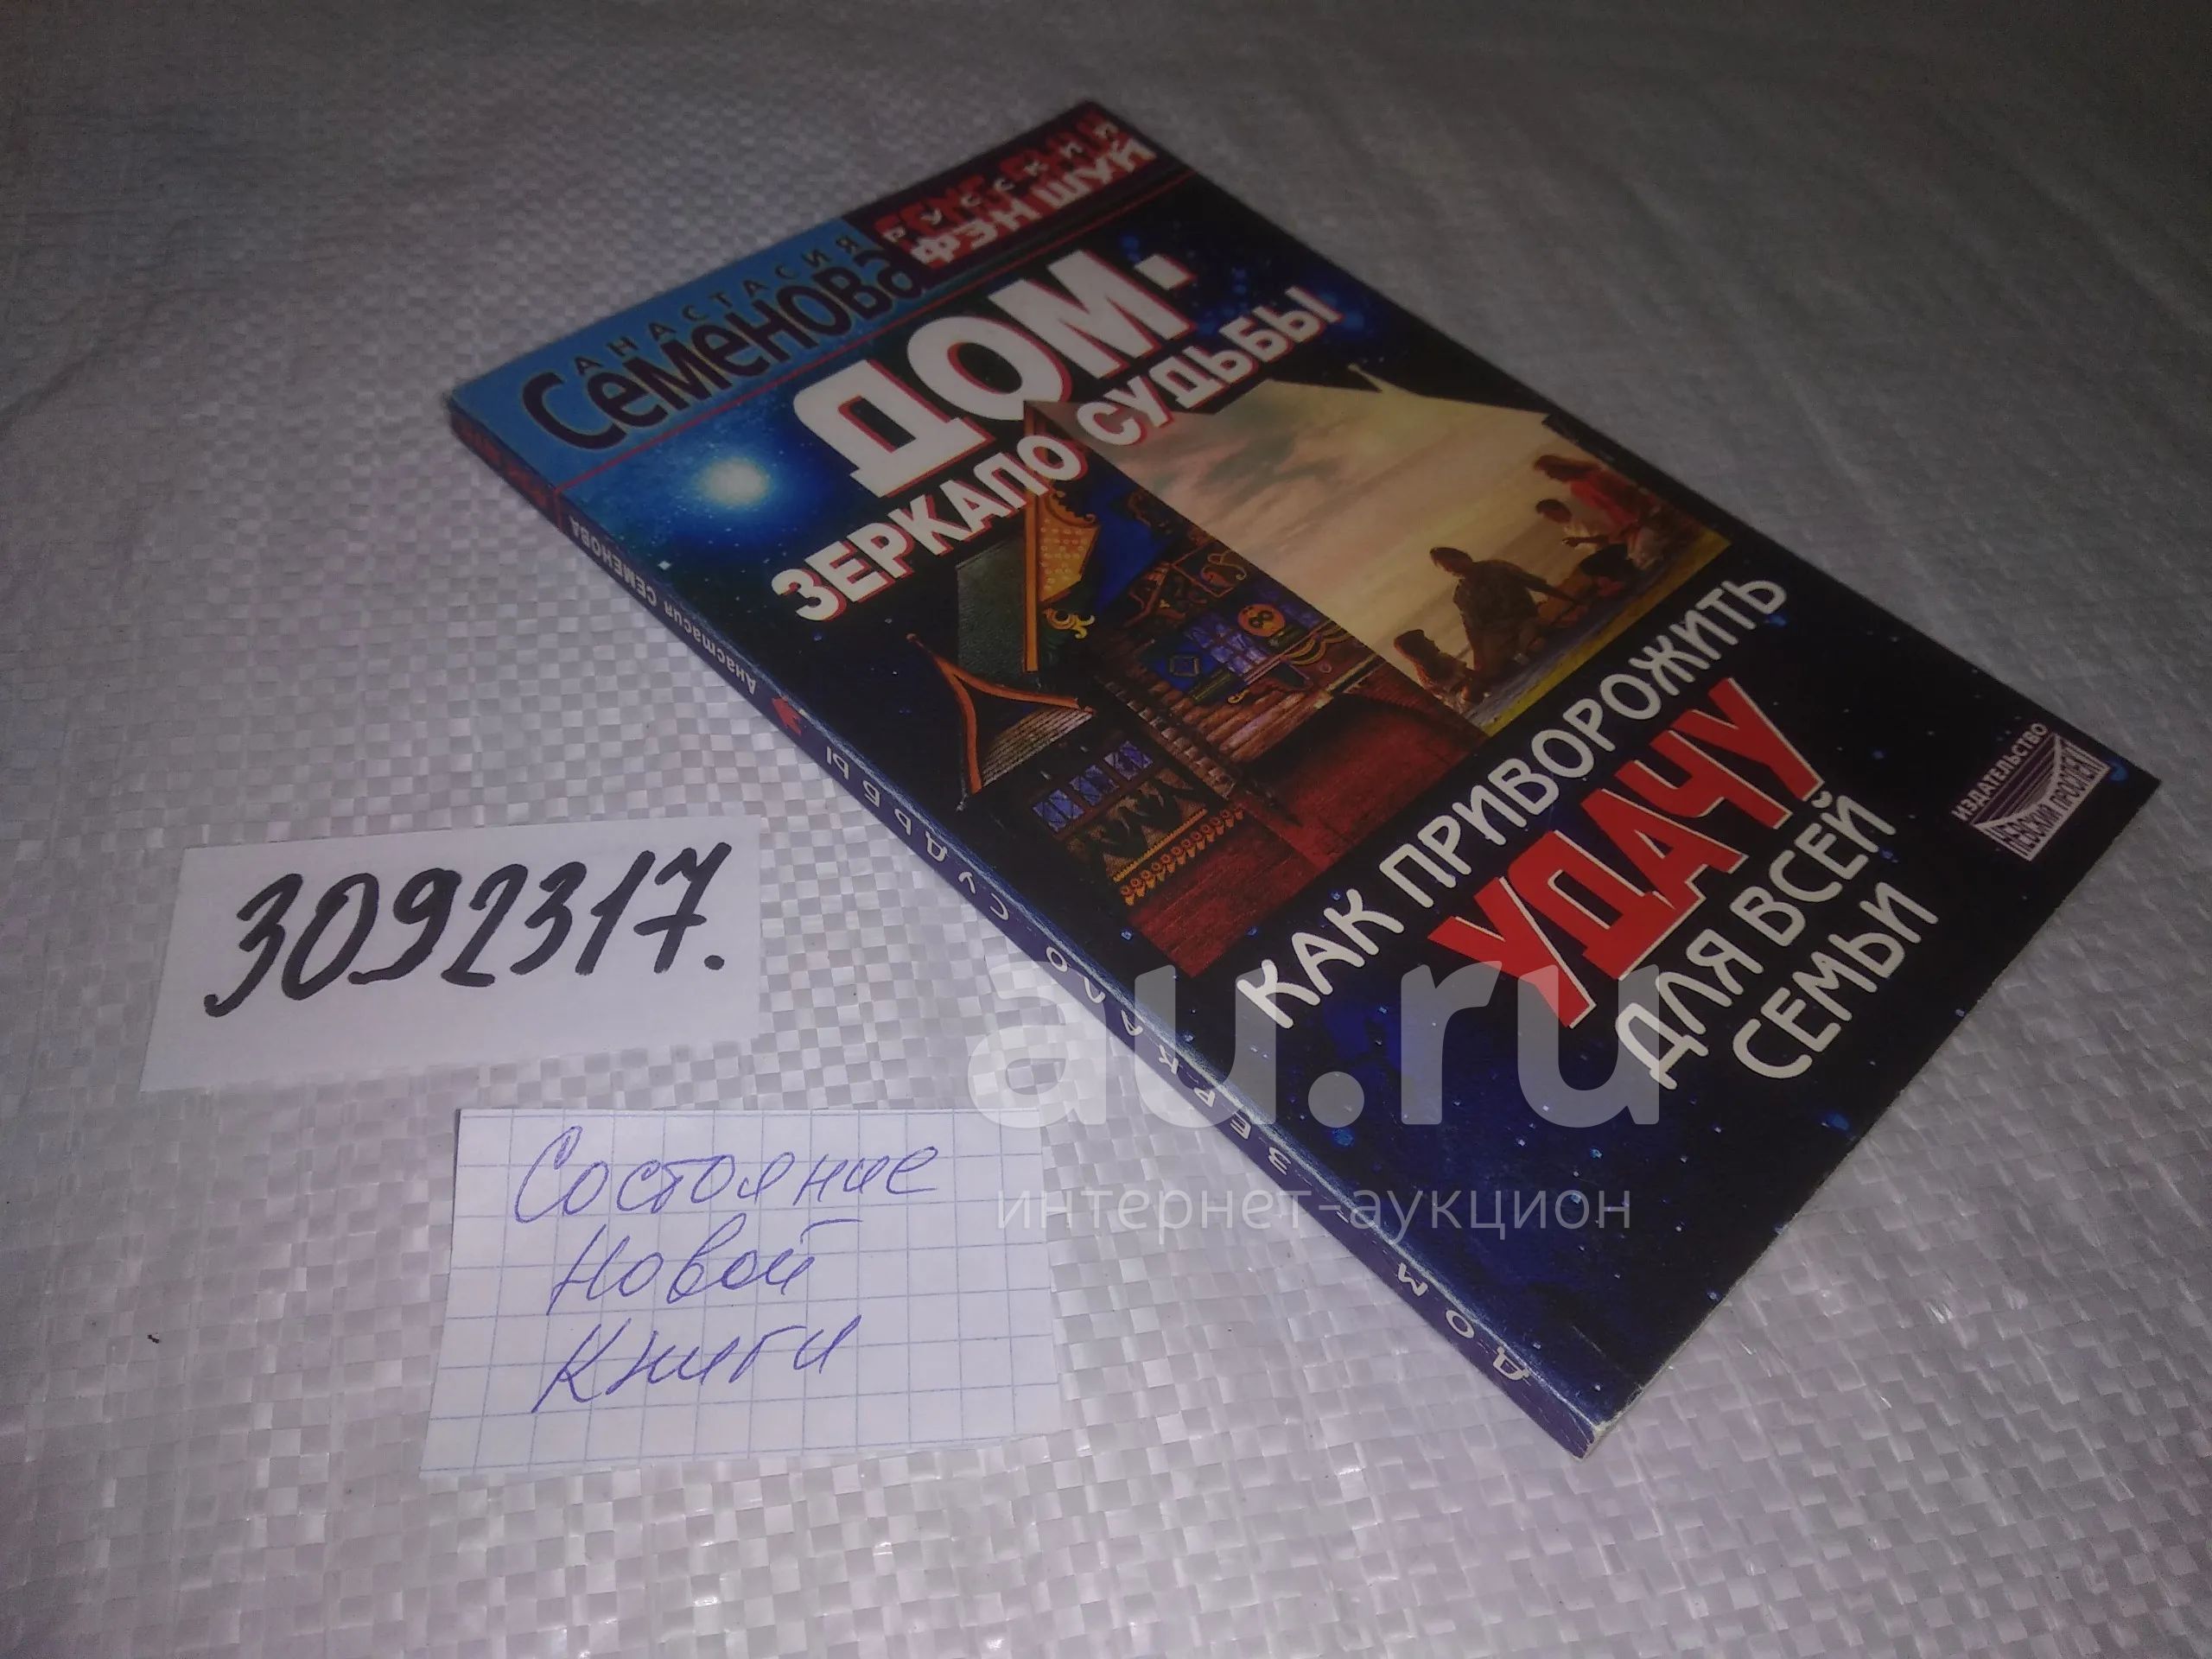 РУССКИЙ
ФЭН ШУЙ
АНАСТАСИЯ
Семенова
ДОМ-
ЗЕРКАЛО СУДЬБЫ
КАК ПРИВОРОЖИТЬ
УДАЧУ
ДЛЯ ВСЕЙ
СЕМЬИ
ИЗДАТЕЛЬСТВО
НЕВСКИЙ ПРОСПЕКТ
Анастасия СЕМЕНОВА
ДОМ ЗЕРКАЛО СУДЬБЫ
3092317.
Состояние
новой
книги
au.ru
интернет-аукцион